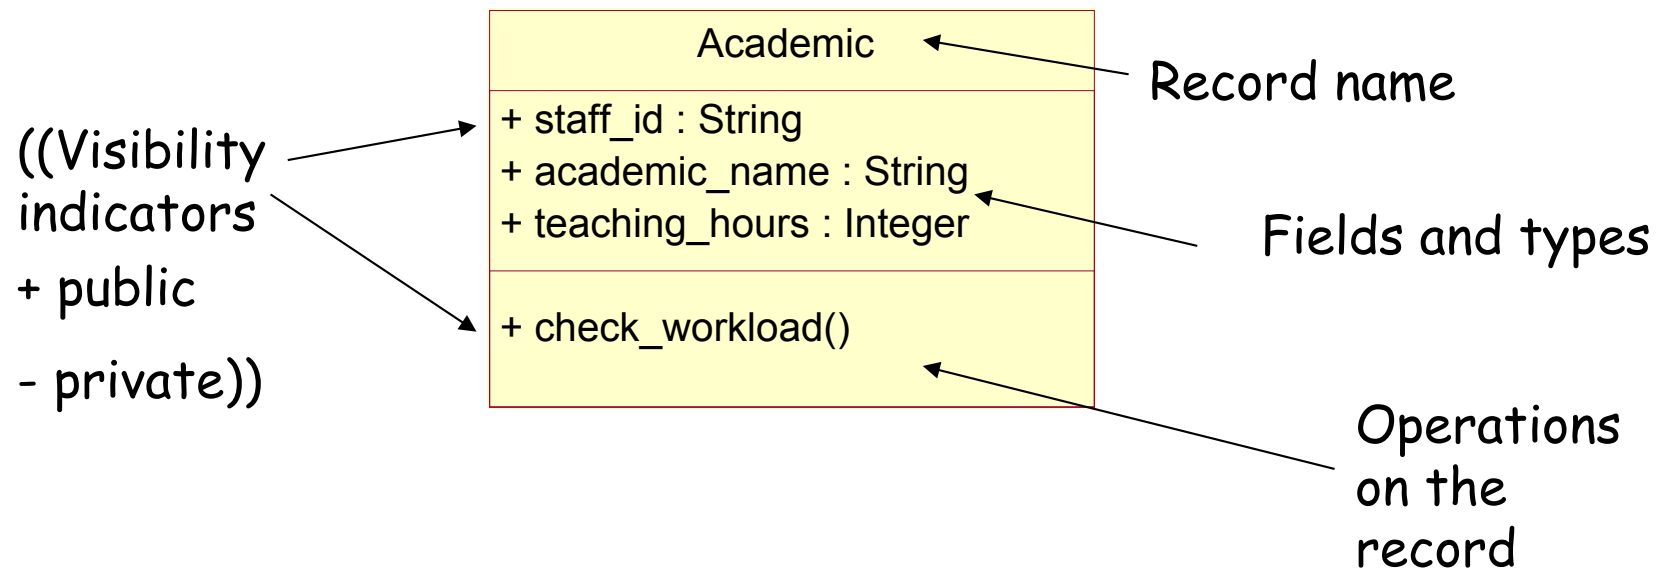 Academic
Record name
((Visibility
indicators
+ public
- private))
+ staff_id : String
+ academic_name : String
+ teaching_hours : Integer
Fields and types
+ check_workload()
Operations
on the
record